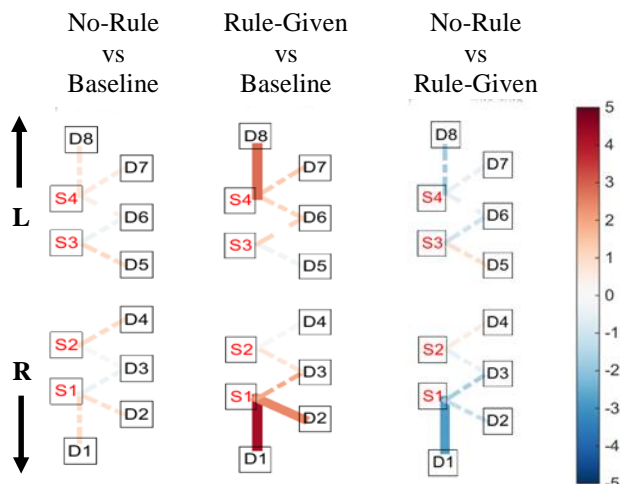 No-Rule
vs
Baseline
Rule-Given
vs
Baseline
No-Rule
vs
Rule-Given
L
R
D8
D7
S4
D6
S3
D5
D4
S2
D3
S1
D2
D1
D8
D7
S4
D6
S3
D5
D4
S2
D3
S1
D2
D1
D8
D7
S4
D6
S3
D5
D4
S2
D3
S1
D2
D1
5
4
3
2
1
0
-1
-2
-3
-4
-5